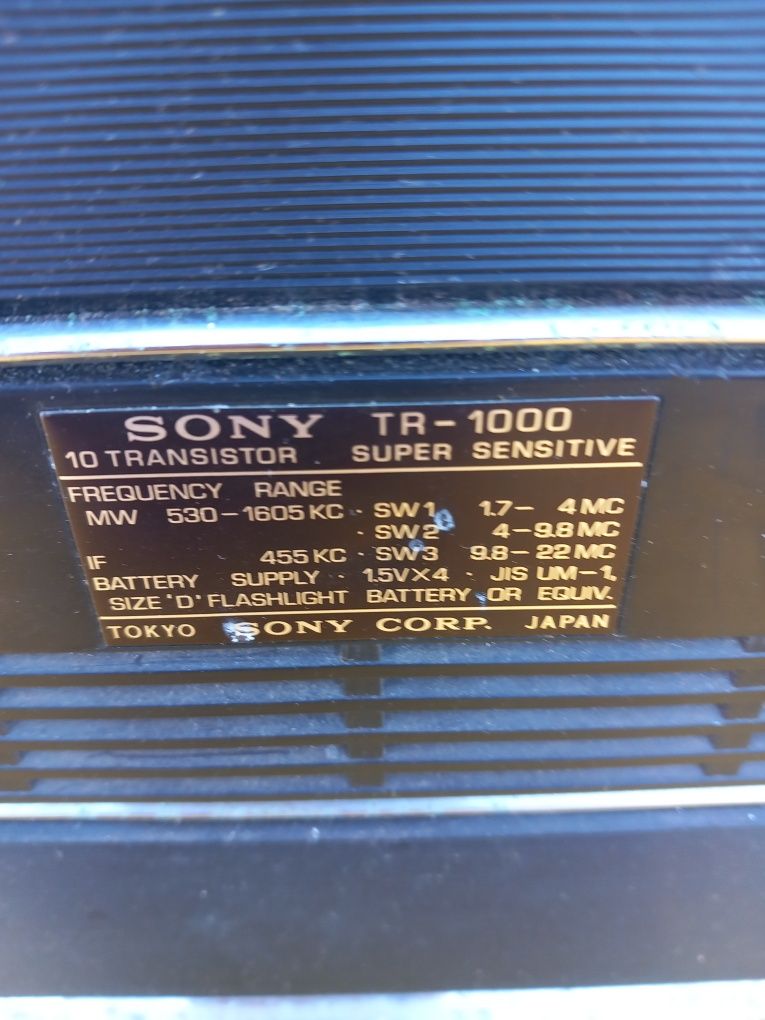 SONY TR-1000
10 TRANSISTOR . SUPER SENSITIVE
FREQUENCY RANGE
MW 530-1605 KC · SW1 1.7- 4 MC
· SW2 4-9.8 MC
IF 455 KC · SW3 9.8-22 MC
BATTERY SUPPLY · 1.5V X 4 · JIS UM-1,
SIZE 'D' FLASHLIGHT BATTERY OR EQUIV.
TOKYO SONY CORP. JAPAN